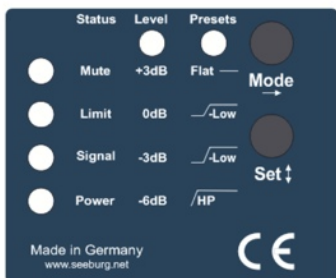 Status Level Presets
Mute +3dB Flat
Mode
Limit 0dB -Low
Signal -3dB -Low
Set
Power -6dB HP
Made in Germany
www.seeburg.net
CE